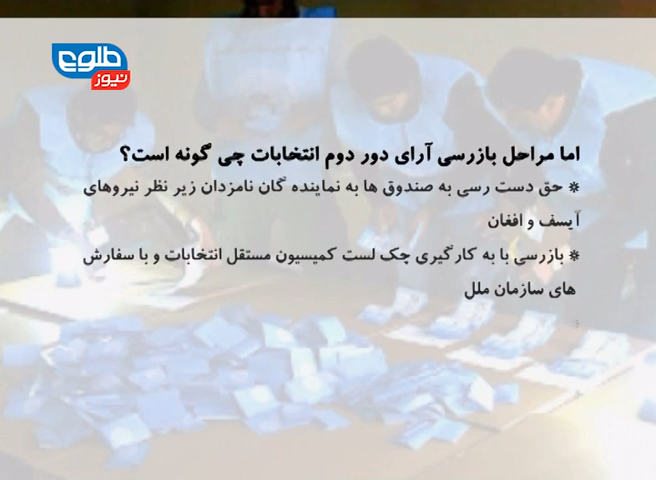 طلوع
نیوز
اما مراحل بازرسی آرای دور دوم انتخابات چی گونه است؟
* حق دست رسی به صندوق ها به نماینده گان نامزدان زیر نظر نیروهای
آیسف و افغان
* بازرسی با به کارگیری چک لست کمیسیون مستقل انتخابات و با سفارش
های سازمان ملل